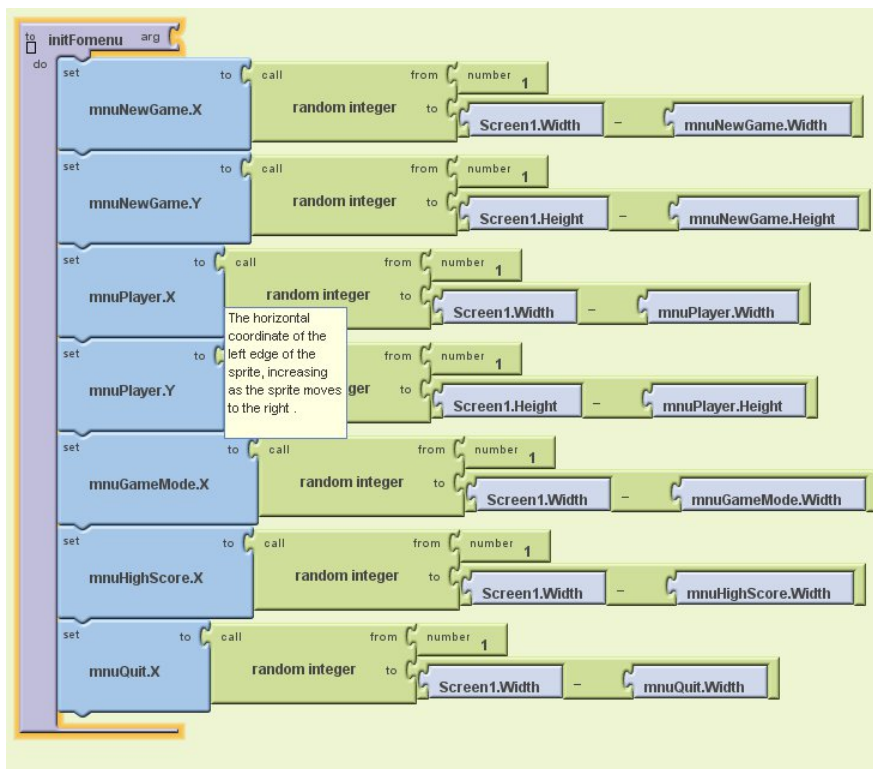 to initFomenu arg
do
set to call from number 1
mnuNewGame.X random integer to Screen1.Width - mnuNewGame.Width
set to call from number 1
mnuNewGame.Y random integer to Screen1.Height - mnuNewGame.Height
set to call from number 1
mnuPlayer.X random integer to Screen1.Width - mnuPlayer.Width
The horizontal
coordinate of the
left edge of the
sprite, increasing
as the sprite moves
to the right .
set to from number 1
mnuPlayer.Y ger to Screen1.Height - mnuPlayer.Height
set to call from number 1
mnuGameMode.X random integer to Screen1.Width - mnuGameMode.Width
set to call from number 1
mnuHighScore.X random integer to Screen1.Width - mnuHighScore.Width
set to call from number 1
mnuQuit.X random integer to Screen1.Width - mnuQuit.Width